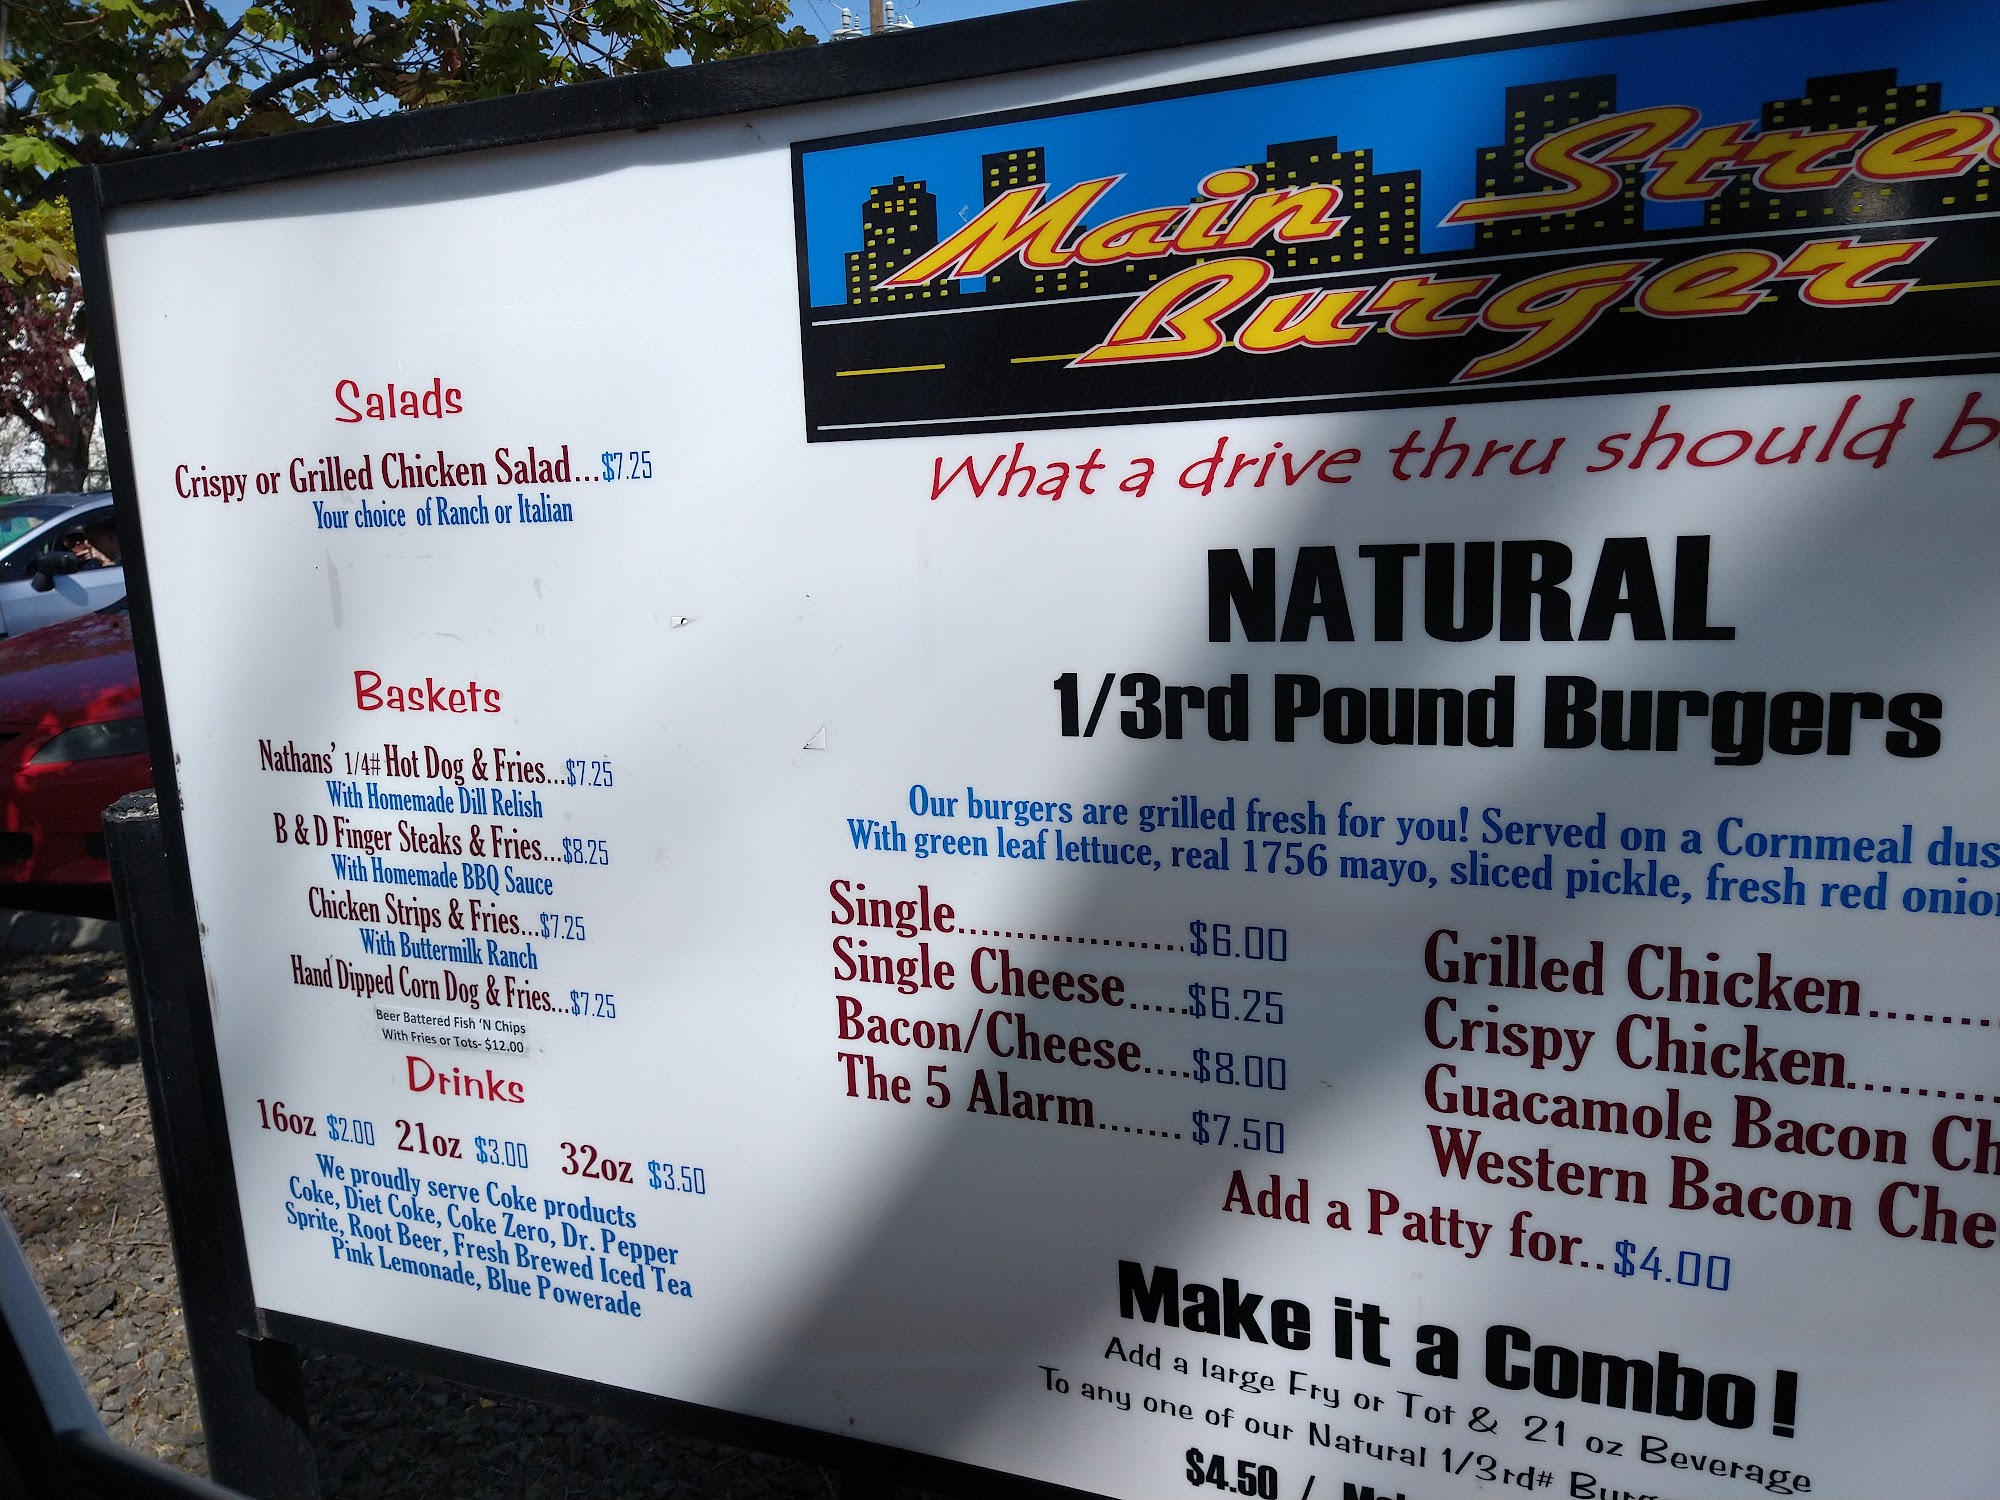 Main
Burger
What a drive thru should
Salads
Crispy or Grilled Chicken Salad...$7.25
Your choice of Ranch or Italian
Baskets
Nathans' 1/4# Hot Dog & Fries...$7.25
With Homemade Dill Relish
B & D Finger Steaks & Fries...$8.25
With Homemade BBQ Sauce
Chicken Strips & Fries...$7.25
With Buttermilk Ranch
Hand Dipped Corn Dog & Fries...$7.25
Beer Battered Fish 'N Chips
With Fries or Tots- $12.00
Drinks
16oz $2.00 21oz $3.00 32oz $3.50
We proudly serve Coke products
Coke, Diet Coke, Coke Zero, Dr. Pepper
Sprite, Root Beer, Fresh Brewed Iced Tea
Pink Lemonade, Blue Powerade
NATURAL
1/3rd Pound Burgers
Our burgers are grilled fresh for you! Served on a Cornmeal
With green leaf lettuce, real 1756 mayo, sliced pickle, fresh red
Single...................$6.00
Single Cheese.....$6.25
Bacon/Cheese....$8.00
The 5 Alarm.......$7.50
Grilled Chicken
Crispy Chicken
Guacamole Bacon
Western Bacon
Add a Patty for..$4.00
Make it a Combo!
Add a large Fry or Tot & 21 oz Beverage
To any one of our Natural 1/3rd#
$4.50 /